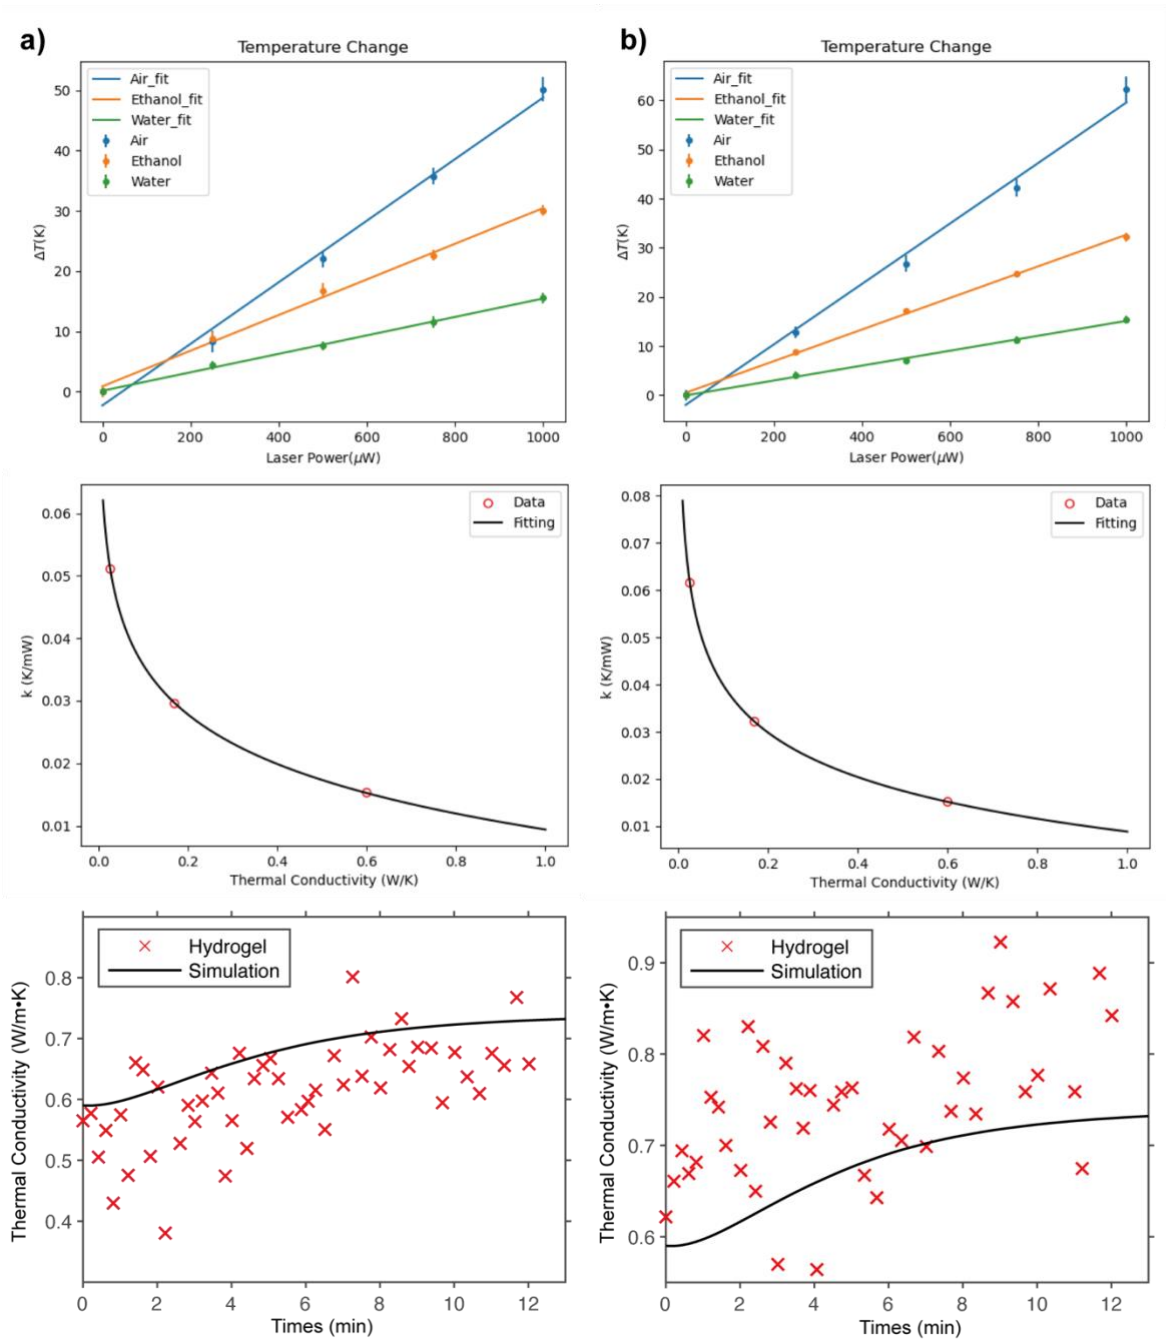 a)
Temperature Change
Air_fit
Ethanol_fit
Water_fit
Air
Ethanol
Water
50
40
30
20
10
0
ΔT(K)
0 200 400 600 800 1000
Laser Power(μW)
b)
Temperature Change
Air_fit
Ethanol_fit
Water_fit
Air
Ethanol
Water
60
50
40
30
20
10
0
ΔT(K)
0 200 400 600 800 1000
Laser Power(μW)
Data
Fitting
0.06
0.05
0.04
0.03
0.02
0.01
k (K/mW)
0.0 0.2 0.4 0.6 0.8 1.0
Thermal Conductivity (W/K)
Data
Fitting
0.08
0.07
0.06
0.05
0.04
0.03
0.02
0.01
k (K/mW)
0.0 0.2 0.4 0.6 0.8 1.0
Thermal Conductivity (W/K)
Hydrogel
Simulation
0.8
0.7
0.6
0.5
0.4
Thermal Conductivity (W/m•K)
0 2 4 6 8 10 12
Times (min)
Hydrogel
Simulation
0.9
0.8
0.7
0.6
Thermal Conductivity (W/m•K)
0 2 4 6 8 10 12
Times (min)